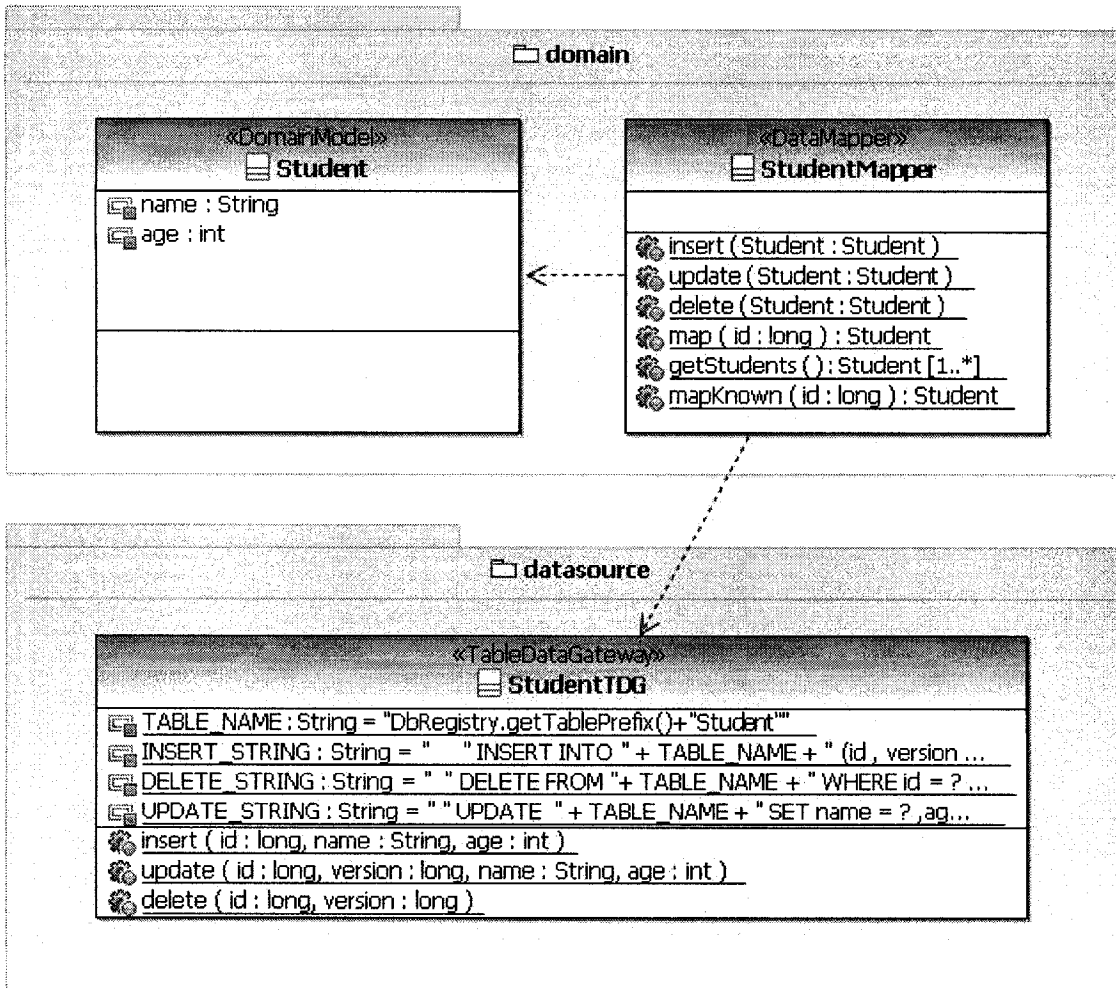 domain
«DomainModel»
Student
name : String
age : int
«DataMapper»
StudentMapper
insert ( Student : Student )
update ( Student : Student )
delete ( Student : Student )
map ( id : long ) : Student
getStudents ( ) : Student [1..*]
mapKnown ( id : long ) : Student
datasource
«TableDataGateway»
StudentTDG
TABLE_NAME : String = "DbRegistry.getTablePrefix()+"Student""
INSERT_STRING : String = " " INSERT INTO " + TABLE_NAME + " (id , version ...
DELETE_STRING : String = " " DELETE FROM "+ TABLE_NAME + " WHERE id = ? ...
UPDATE_STRING : String = " " UPDATE " + TABLE_NAME + " SET name = ? ,ag...
insert ( id : long, name : String, age : int )
update ( id : long, version : long, name : String, age : int )
delete ( id : long, version : long )